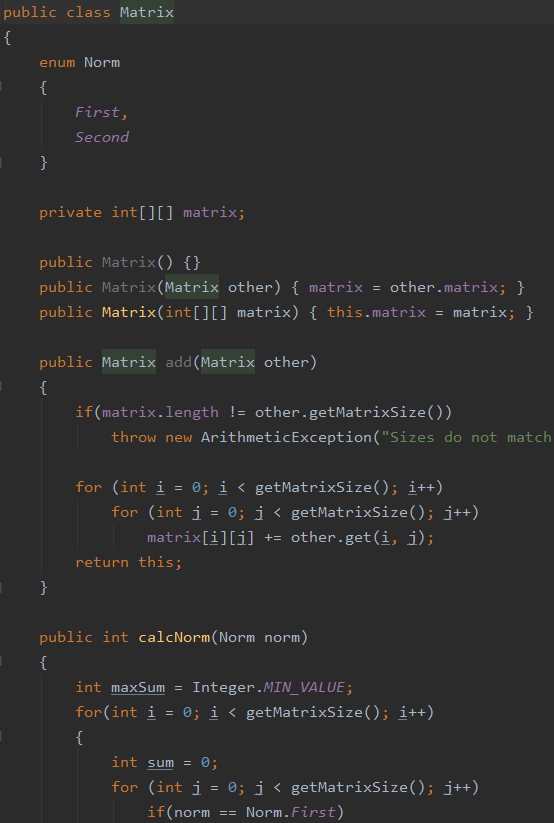 public class Matrix
{
enum Norm
{
First,
Second
}
private int[][] matrix;
public Matrix() {}
public Matrix(Matrix other) { matrix = other.matrix; }
public Matrix(int[][] matrix) { this.matrix = matrix; }
public Matrix add(Matrix other)
{
if(matrix.length != other.getMatrixSize())
throw new ArithmeticException("Sizes do not match
for (int i = 0; i < getMatrixSize(); i++)
for (int j = 0; j < getMatrixSize(); j++)
matrix[i][j] += other.get(i, j);
return this;
}
public int calcNorm(Norm norm)
{
int maxSum = Integer.MIN_VALUE;
for(int i = 0; i < getMatrixSize(); i++)
{
int sum = 0;
for (int j = 0; j < getMatrixSize(); j++)
if(norm == Norm.First)